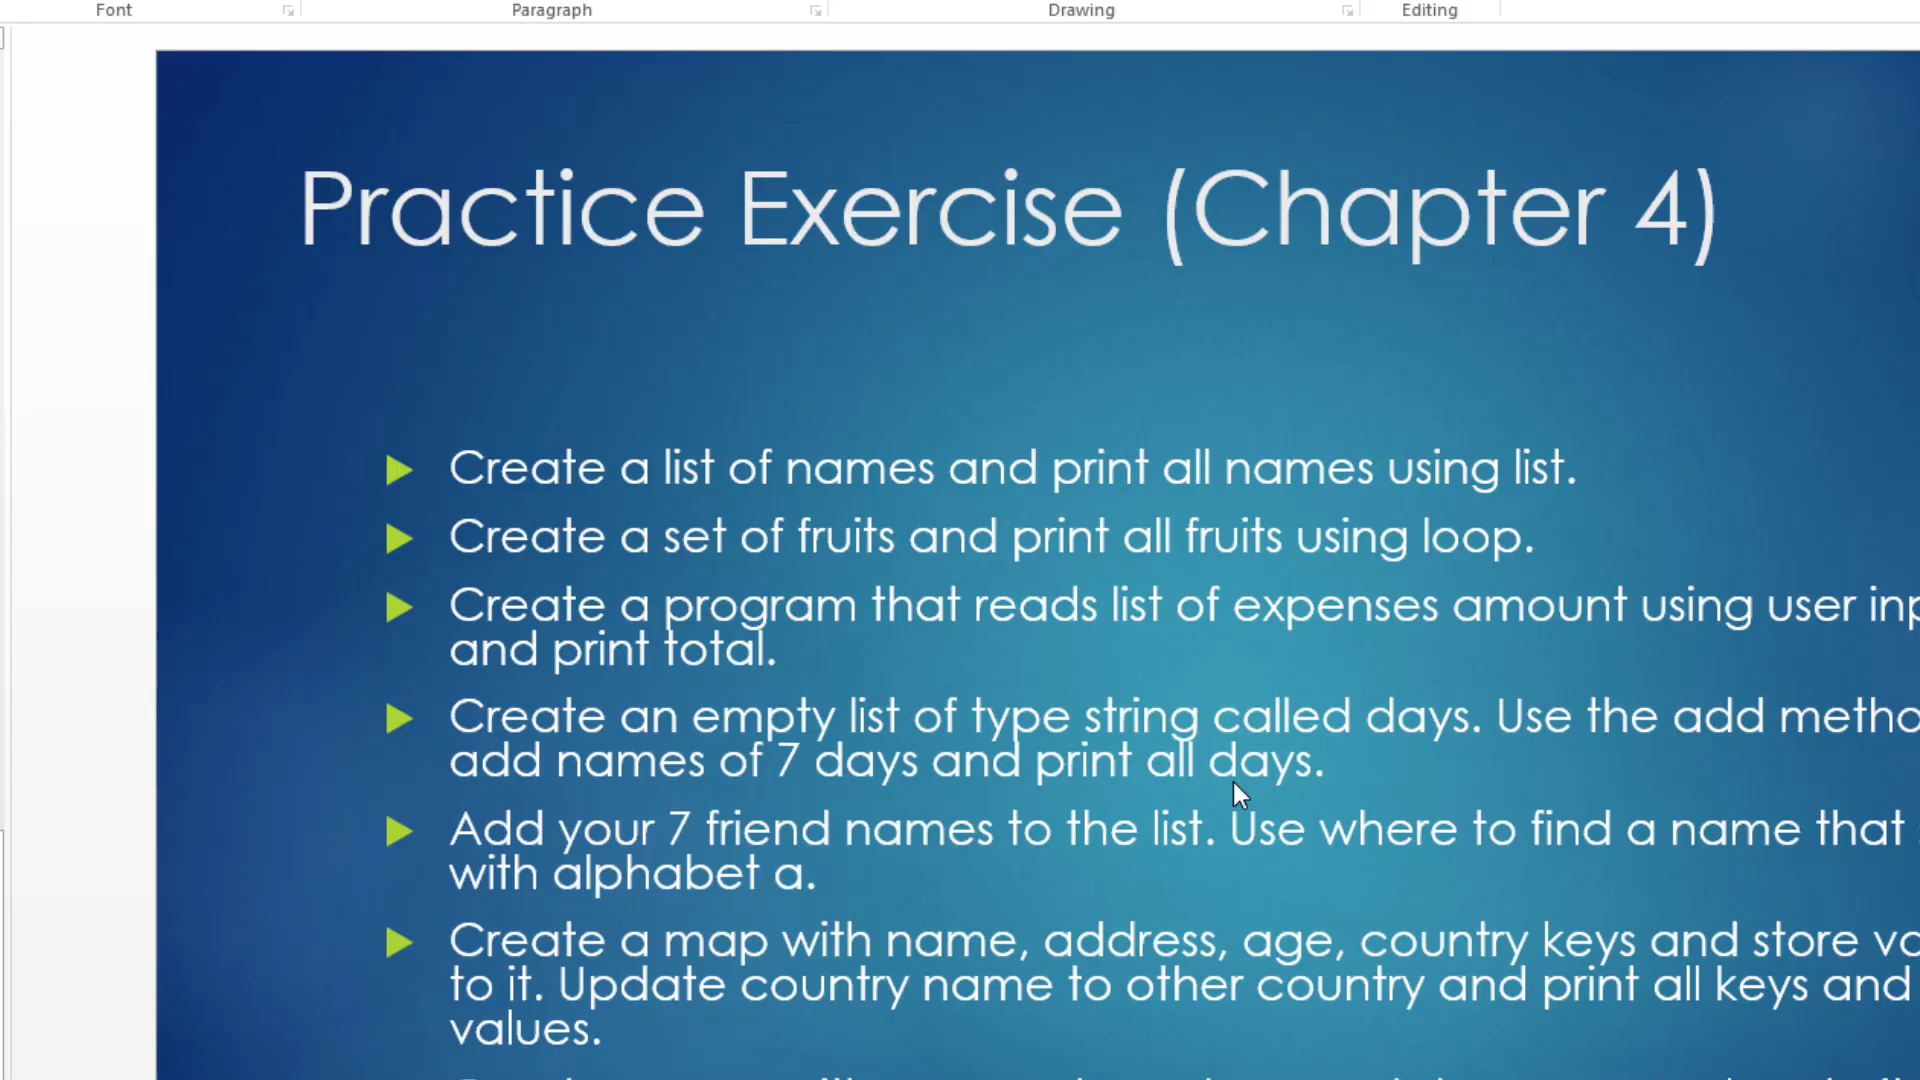 Font Paragraph Drawing Editing
Practice Exercise (Chapter 4)
Create a list of names and print all names using list.
Create a set of fruits and print all fruits using loop.
Create a program that reads list of expenses amount using user inp
and print total.
Create an empty list of type string called days. Use the add metho
add names of 7 days and print all days.
Add your 7 friend names to the list. Use where to find a name that
with alphabet a.
Create a map with name, address, age, country keys and store va
to it. Update country name to other country and print all keys and
values.